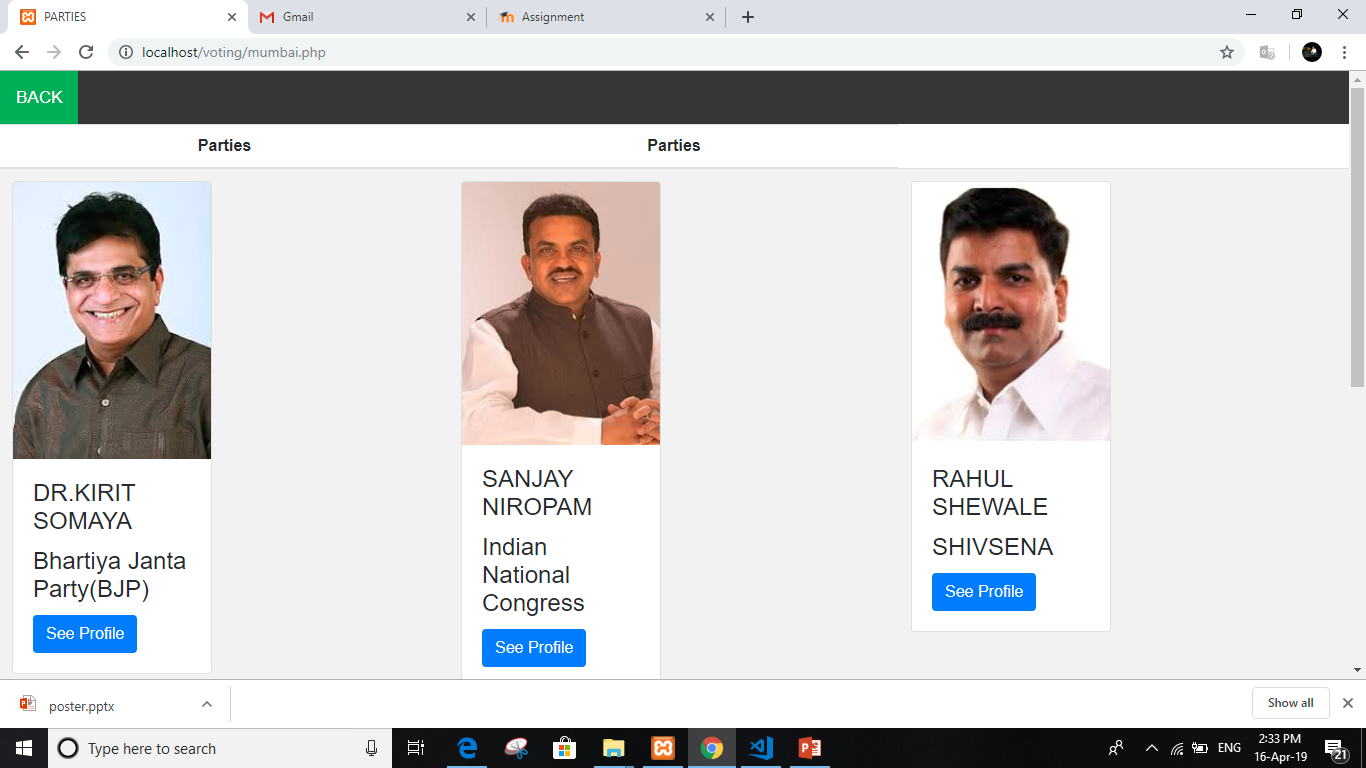 PARTIES
Gmail
Assignment
localhost/voting/mumbai.php
BACK
Parties
Parties
DR.KIRIT
SOMAYA
Bhartiya Janta
Party(BJP)
See Profile
SANJAY
NIROPAM
Indian
National
Congress
See Profile
RAHUL
SHEWALE
SHIVSENA
See Profile
poster.pptx
Show all
Type here to search
ENG
2:33 PM
16-Apr-19
21